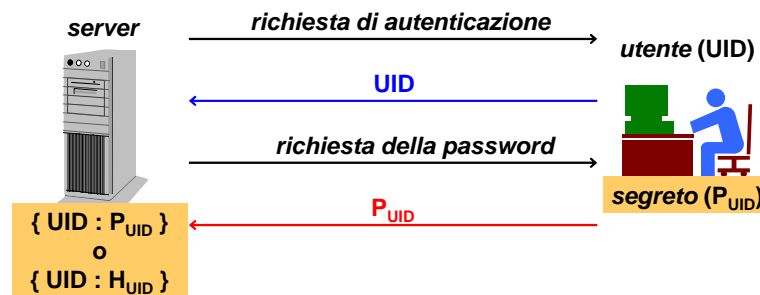 server
richiesta di autenticazione
utente (UID)
UID
richiesta della password
segreto (PUID)
PUID
{ UID : PUID }
o
{ UID : HUID }